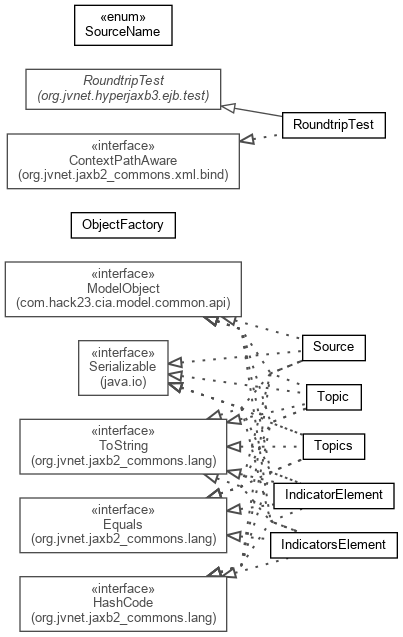 «enum»
SourceName
RoundtripTest
(org.jvnet.hyperjaxb3.ejb.test)
RoundtripTest
«interface»
ContextPathAware
(org.jvnet.jaxb2_commons.xml.bind)
ObjectFactory
«interface»
ModelObject
(com.hack23.cia.model.common.api)
Source
«interface»
Serializable
(java.io)
Topic
«interface»
ToString
(org.jvnet.jaxb2_commons.lang)
Topics
IndicatorElement
«interface»
Equals
(org.jvnet.jaxb2_commons.lang)
IndicatorsElement
«interface»
HashCode
(org.jvnet.jaxb2_commons.lang)